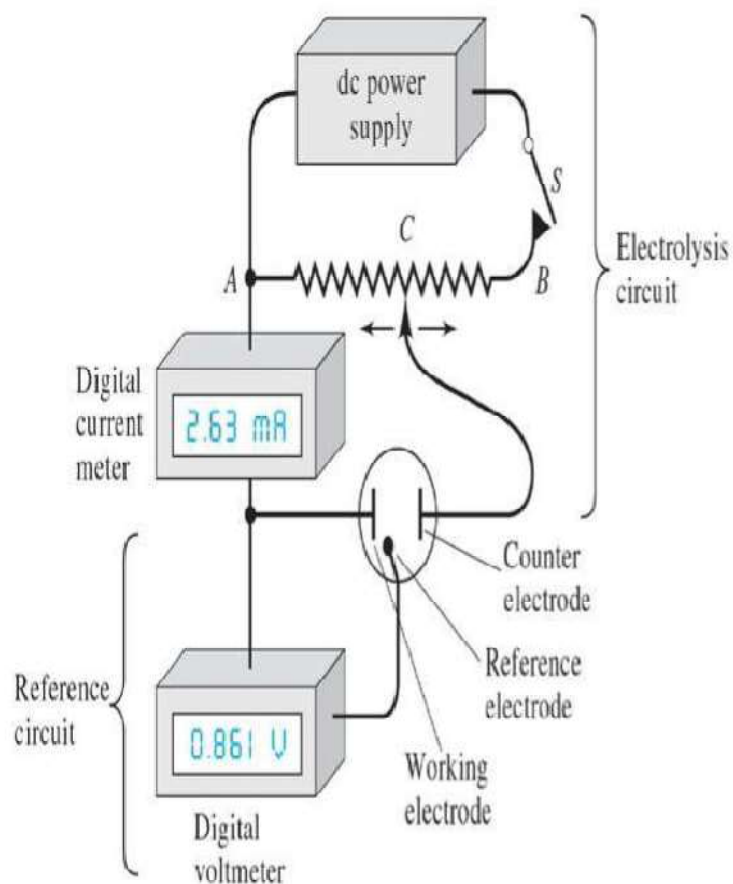 dc power
supply
S
C
A
B
Electrolysis
circuit
Digital
current
meter
2.63 mA
Counter
electrode
Reference
electrode
Reference
circuit
0.861 V
Working
electrode
Digital
voltmeter